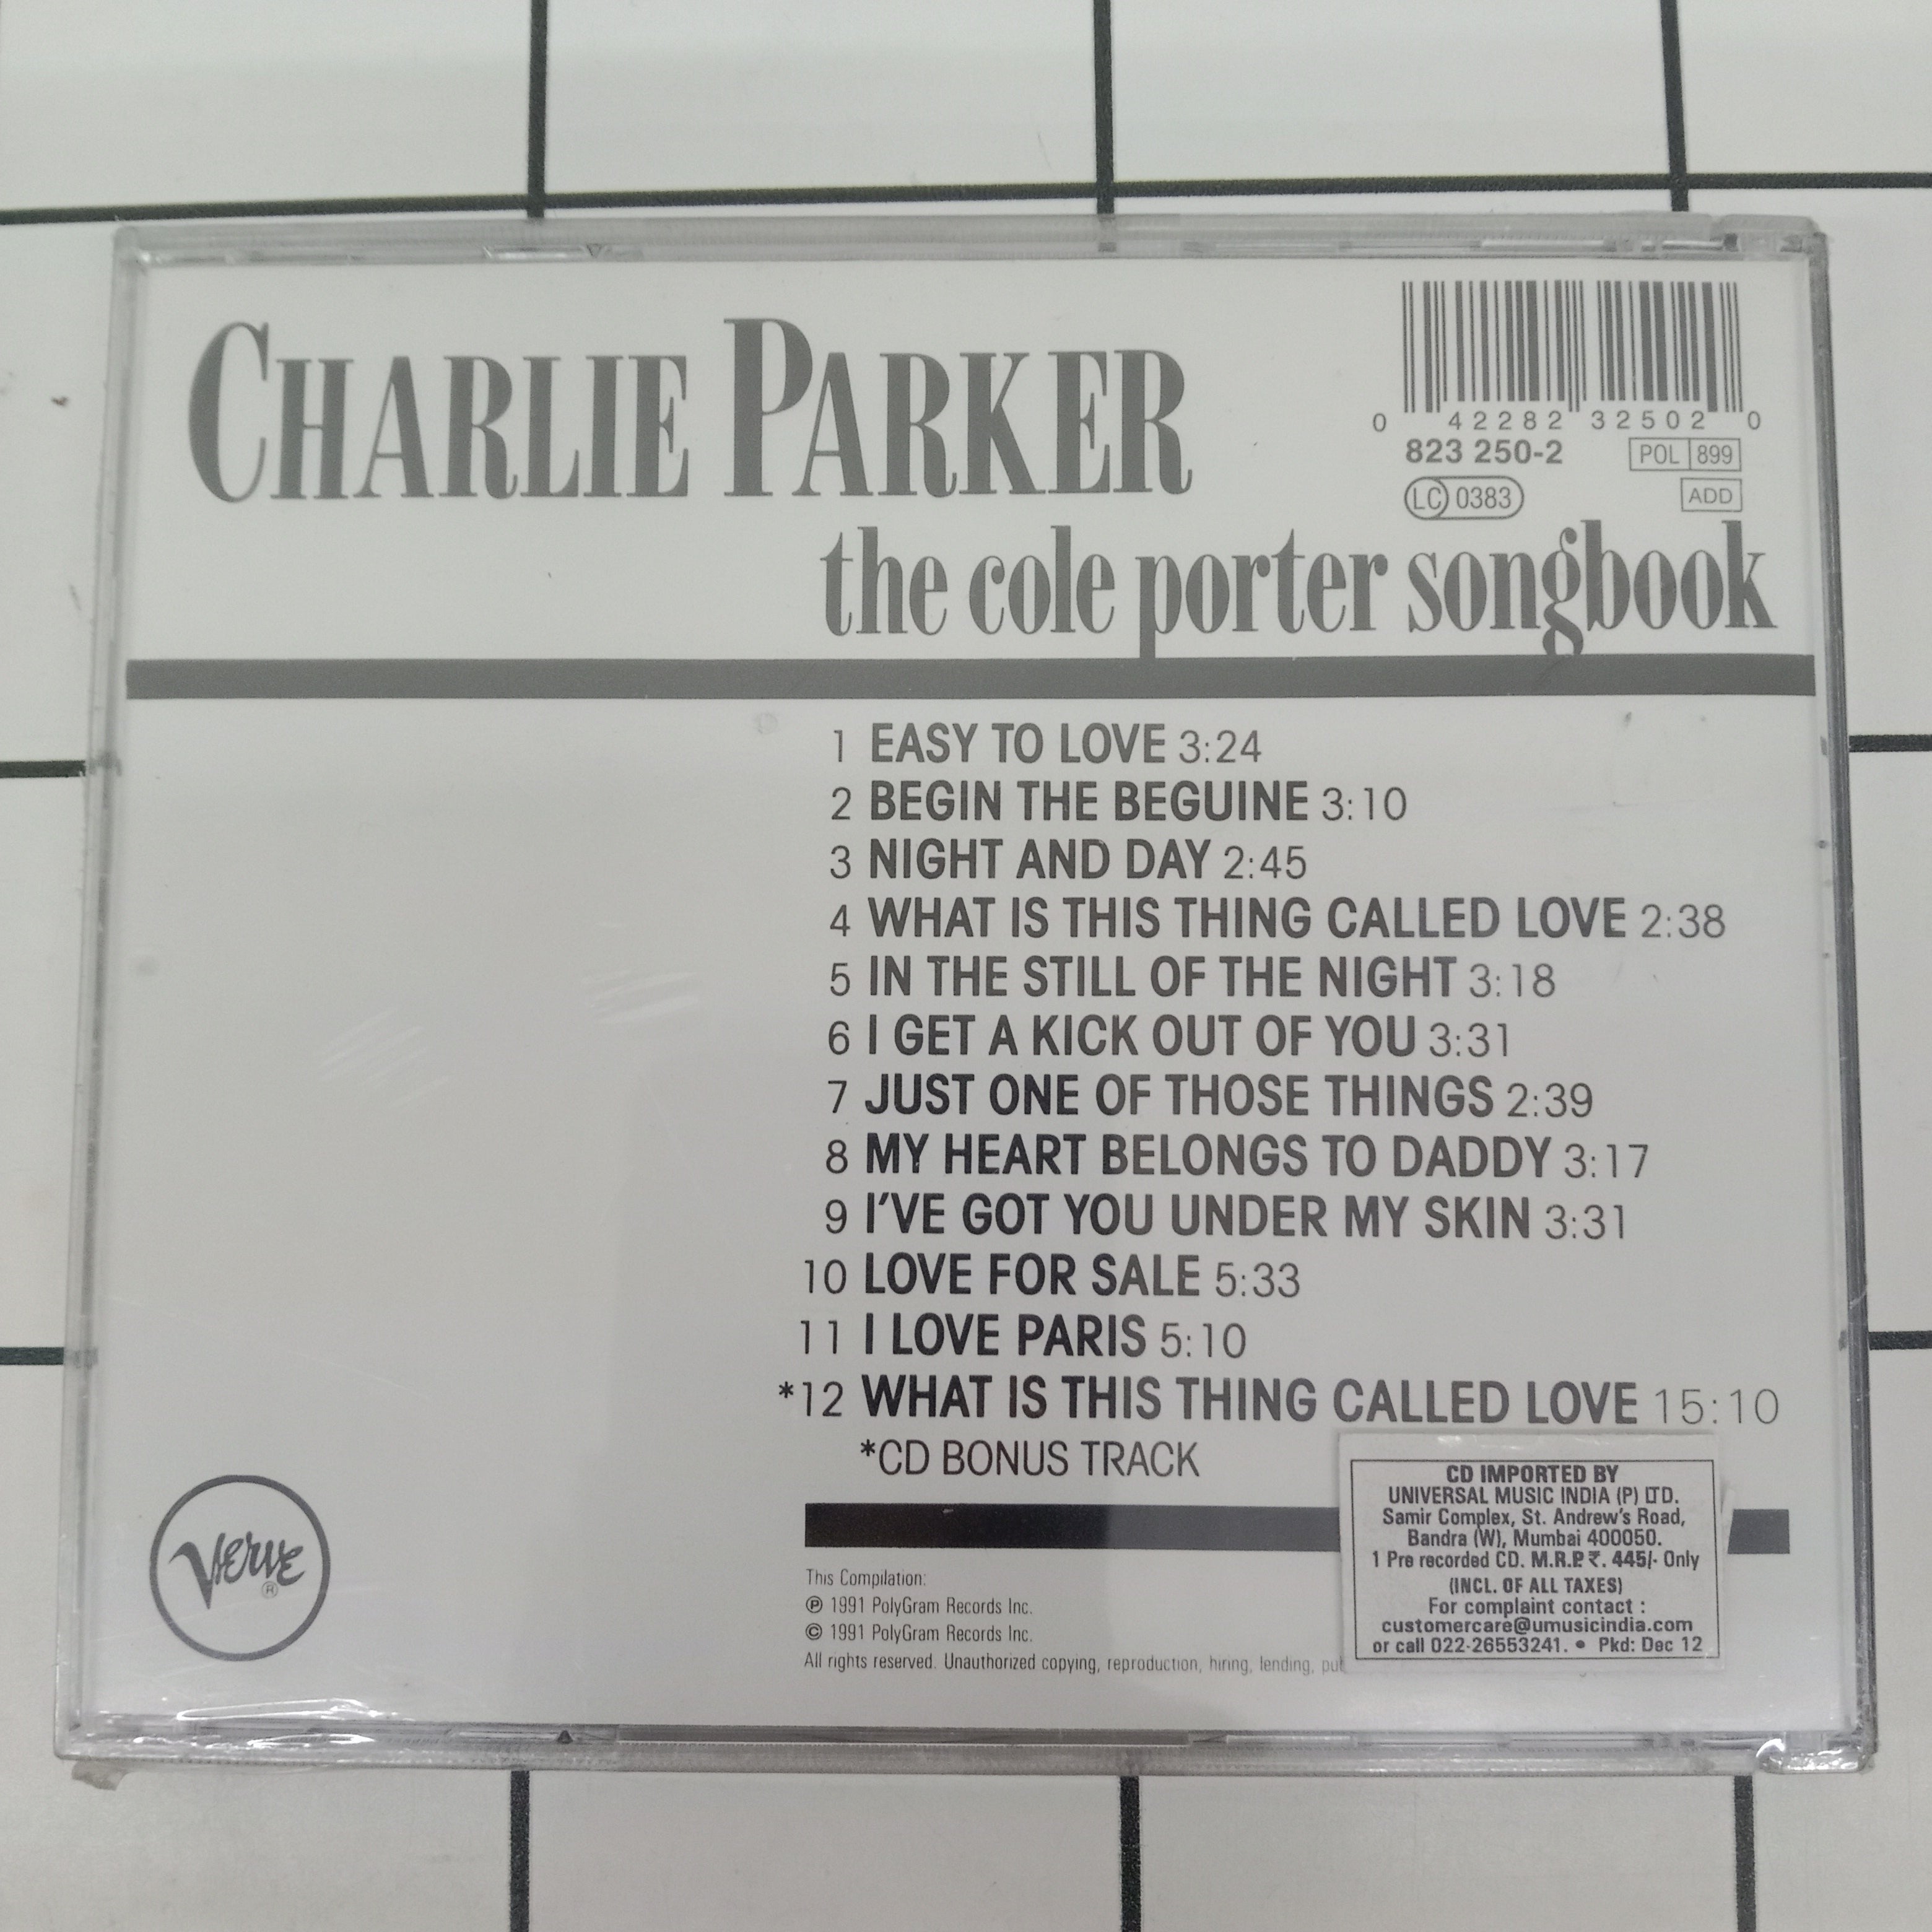 CHARLIE PARKER
the cole porter songbook
0 42282 32502 0
823 250-2 POL 899
LC 0383 ADD
1 EASY TO LOVE 3:24
2 BEGIN THE BEGUINE 3:10
3 NIGHT AND DAY 2:45
4 WHAT IS THIS THING CALLED LOVE 2:38
5 IN THE STILL OF THE NIGHT 3:18
6 I GET A KICK OUT OF YOU 3:31
7 JUST ONE OF THOSE THINGS 2:39
8 MY HEART BELONGS TO DADDY 3:17
9 I'VE GOT YOU UNDER MY SKIN 3:31
10 LOVE FOR SALE 5:33
11 I LOVE PARIS 5:10
*12 WHAT IS THIS THING CALLED LOVE 15:10
*CD BONUS TRACK
VERVE ®
This Compilation:
℗ 1991 PolyGram Records Inc.
© 1991 PolyGram Records Inc.
All rights reserved. Unauthorized copying, reproduction, hiring, lending,
CD IMPORTED BY
UNIVERSAL MUSIC INDIA (P) LTD.
Samir Complex, St. Andrew's Road,
Bandra (W), Mumbai 400050.
1 Pre recorded CD. M.R.P. ₹. 445/- Only
(INCL. OF ALL TAXES)
For complaint contact :
customercare@umusicindia.com
or call 022-26553241. • Pkd: Dec 12